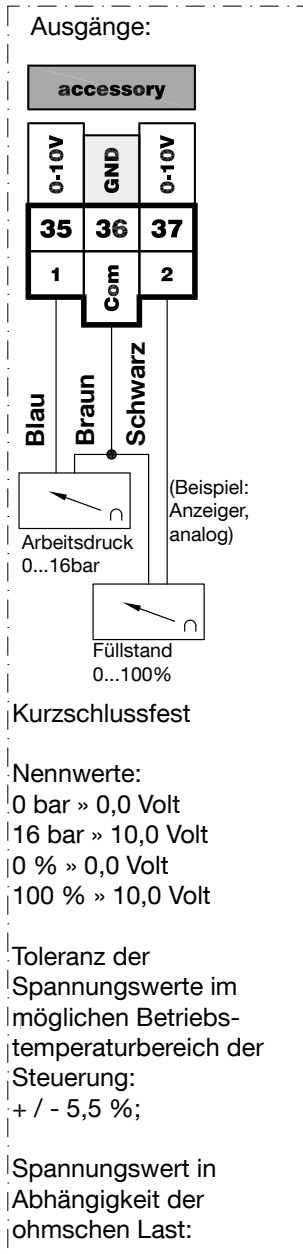 Ausgänge:
accessory
0-10V GND 0-10V
35 36 37
1 Com 2
Blau Braun Schwarz
(Beispiel:
Anzeiger,
analog)
Arbeitsdruck
0...16bar
Füllstand
0...100%
Kurzschlussfest
Nennwerte:
0 bar » 0,0 Volt
16 bar » 10,0 Volt
0 % » 0,0 Volt
100 % » 10,0 Volt
Toleranz der
Spannungswerte im
möglichen Betriebs-
temperaturbereich der
Steuerung:
+ / - 5,5 %;
Spannungswert in
Abhängigkeit der
ohmschen Last: